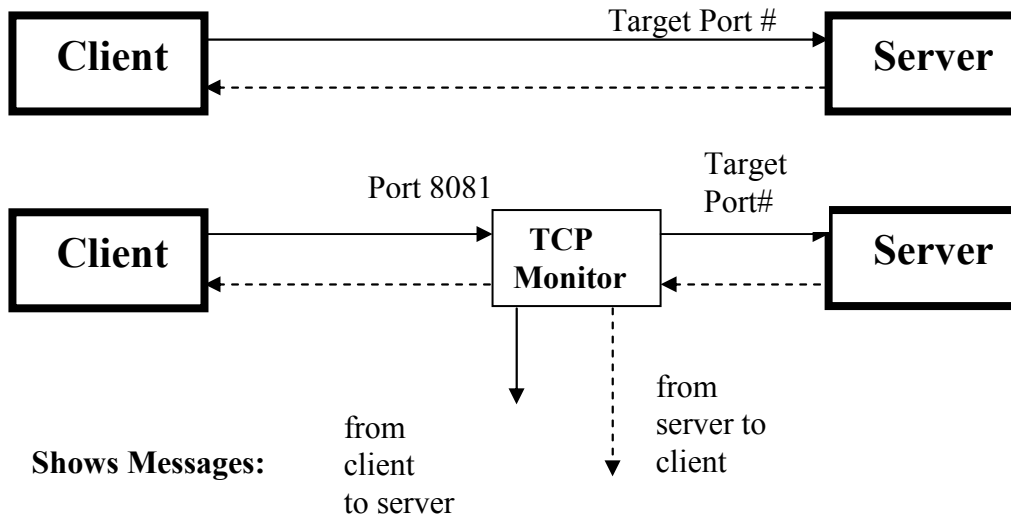 Target Port #
Client
Server
Target
Port#
Port 8081
Client
TCP
Monitor
Server
from
client
to server
from
server to
client
Shows Messages: